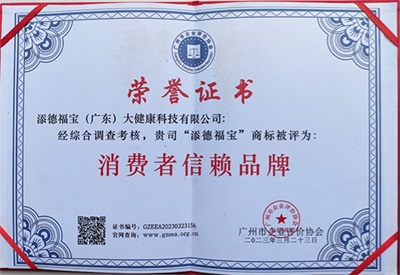 荣誉证书
添德福宝（广东）大健康科技有限公司:
经综合调查考核，贵司“添德福宝”商标被评为:
消费者信赖品牌
证书编号: GZEEA20230323156
官网查询: www.gzeea.org.cn
广州市企业评价协会
二〇二三年三月二十三日